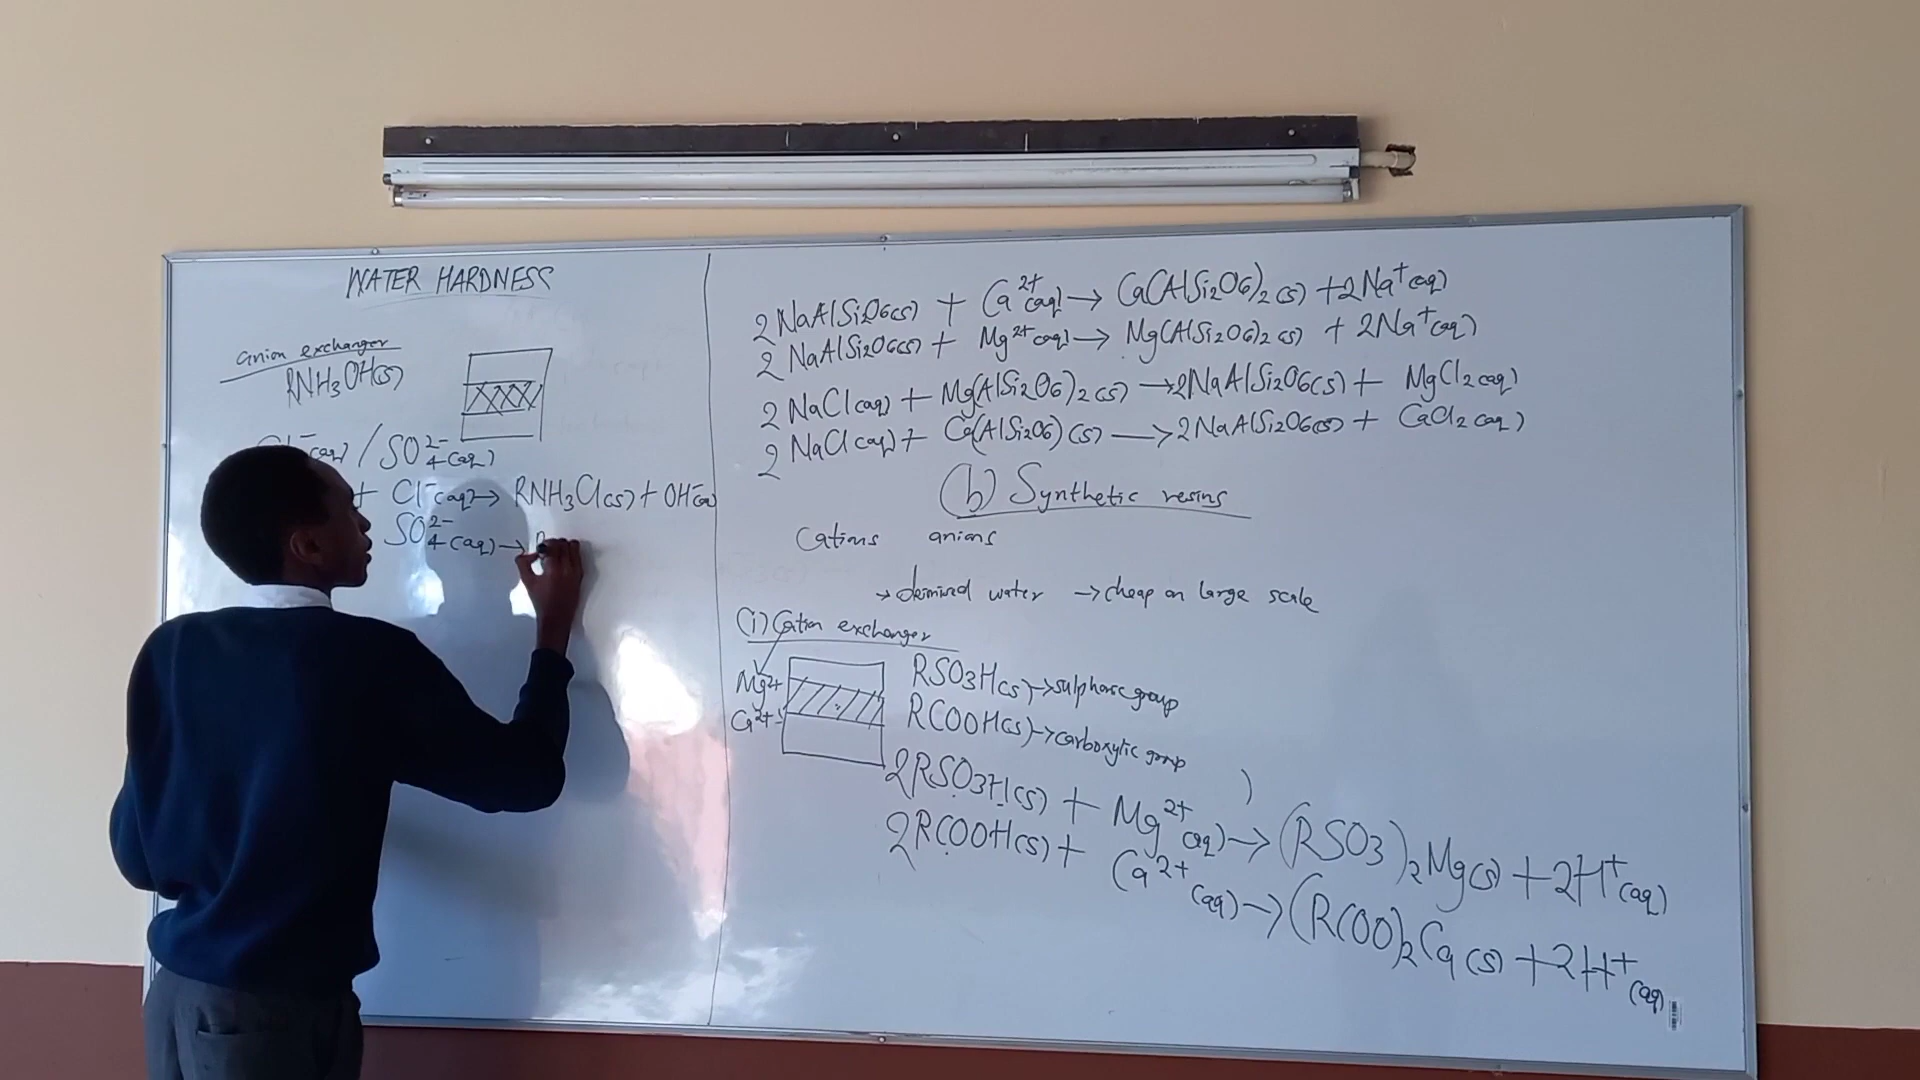 WATER HARDNESS
anion exchanger
RNH₃OH(s)
Cl⁻(aq) / SO₄²⁻(aq)
+ Cl⁻(aq) → RNH₃Cl(s) + OH⁻(aq
SO₄²⁻(aq) →
2NaAlSi₂O₆(s) + Ca²⁺(aq) → Ca(AlSi₂O₆)₂(s) + 2Na⁺(aq)
2NaAlSi₂O₆(s) + Mg²⁺(aq) → Mg(AlSi₂O₆)₂(s) + 2Na⁺(aq)
2NaCl(aq) + Mg(AlSi₂O₆)₂(s) → 2NaAlSi₂O₆(s) + MgCl₂(aq)
2NaCl(aq) + Ca(AlSi₂O₆)(s) → 2NaAlSi₂O₆(s) + CaCl₂(aq)
(b) Synthetic resins
Cations anions
→ water → cheap on large scale
(i) Cation exchanger
Mg²⁺
Ca²⁺
RSO₃H(s) → sulphonic group
RCOOH(s) → carboxylic group
2RSO₃H(s) + Mg²⁺(aq) → (RSO₃)₂Mg(s) + 2H⁺(aq)
2RCOOH(s) + Ca²⁺(aq) → (RCOO)₂Ca(s) + 2H⁺(aq)